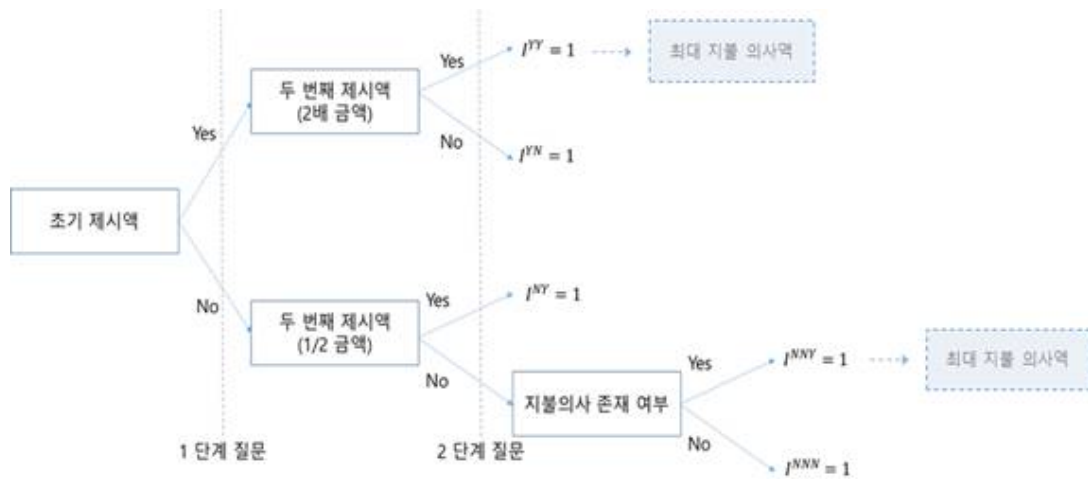 초기 제시액
Yes
No
두 번째 제시액
(2배 금액)
Yes
No
I^{YY} = 1
최대 지불 의사액
I^{YN} = 1
두 번째 제시액
(1/2 금액)
Yes
No
I^{NY} = 1
지불의사 존재 여부
Yes
No
I^{NNY} = 1
최대 지불 의사액
I^{NNN} = 1
1 단계 질문
2 단계 질문